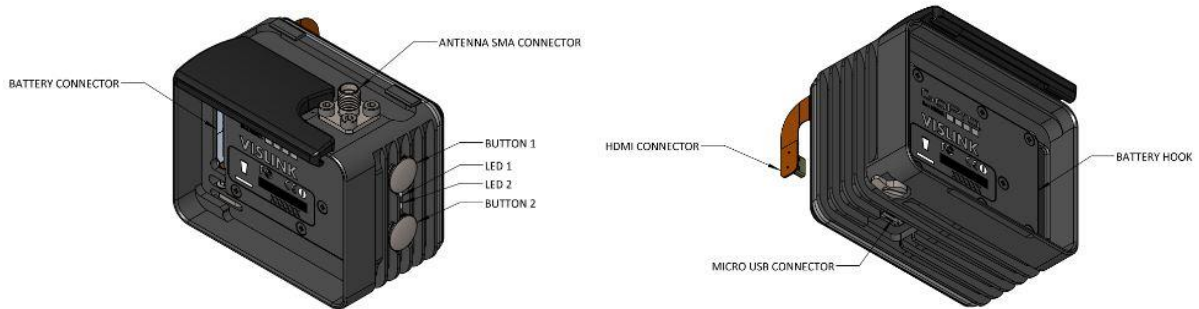 ANTENNA SMA CONNECTOR
BATTERY CONNECTOR
BUTTON 1
VISLINK
LED 1
LED 2
BUTTON 2
VISLINK
HDMI CONNECTOR
BATTERY HOOK
MICRO USB CONNECTOR